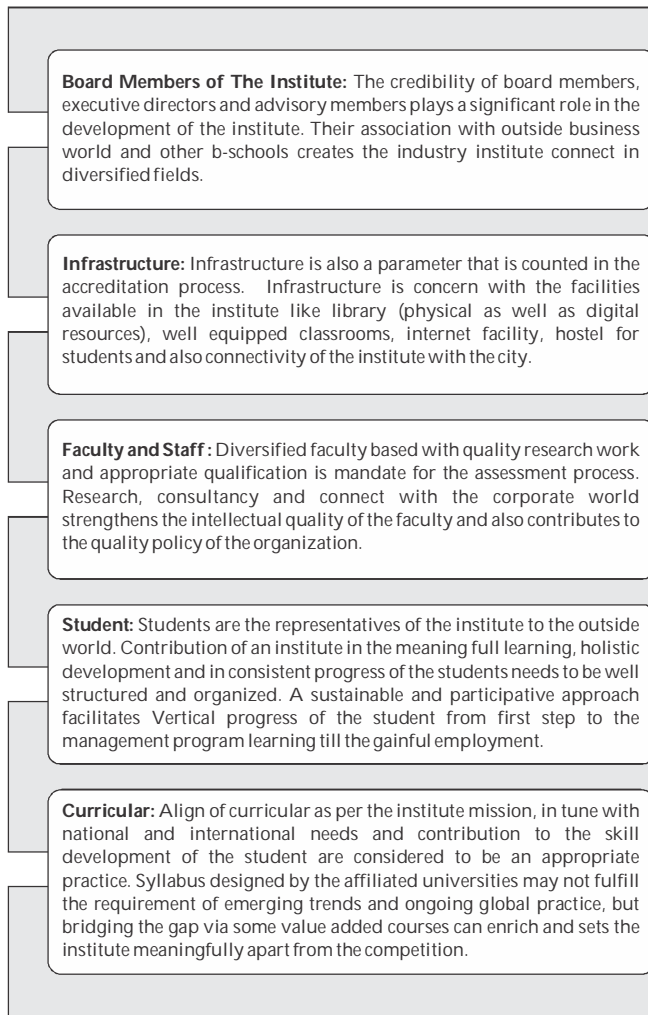 Board Members of The Institute: The credibility of board members,
executive directors and advisory members plays a significant role in the
development of the institute. Their association with outside business
world and other b-schools creates the industry institute connect in
diversified fields.
Infrastructure: Infrastructure is also a parameter that is counted in the
accreditation process. Infrastructure is concern with the facilities
available in the institute like library (physical as well as digital
resources), well equipped classrooms, internet facility, hostel for
students and also connectivity of the institute with the city.
Faculty and Staff : Diversified faculty based with quality research work
and appropriate qualification is mandate for the assessment process.
Research, consultancy and connect with the corporate world
strengthens the intellectual quality of the faculty and also contributes to
the quality policy of the organization.
Student: Students are the representatives of the institute to the outside
world. Contribution of an institute in the meaning full learning, holistic
development and in consistent progress of the students needs to be well
structured and organized. A sustainable and participative approach
facilitates Vertical progress of the student from first step to the
management program learning till the gainful employment.
Curricular: Align of curricular as per the institute mission, in tune with
national and international needs and contribution to the skill
development of the student are considered to be an appropriate
practice. Syllabus designed by the affiliated universities may not fulfill
the requirement of emerging trends and ongoing global practice, but
bridging the gap via some value added courses can enrich and sets the
institute meaningfully apart from the competition.